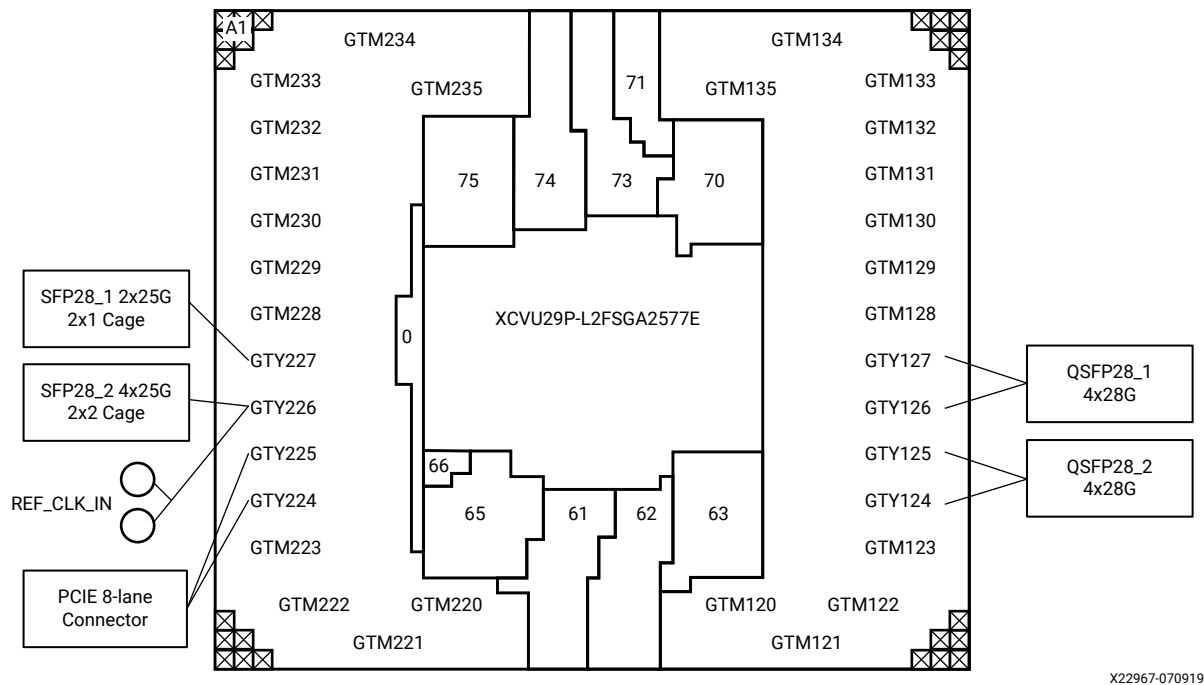 A1
GTM234
GTM134
GTM233
GTM235
71
GTM135
GTM133
GTM232
GTM132
GTM231
75
74
73
70
GTM131
GTM230
GTM130
GTM229
GTM129
SFP28_1 2x25G
2x1 Cage
GTM228
0
XCVU29P-L2FSGA2577E
GTM128
GTY227
GTY127
QSFP28_1
4x28G
SFP28_2 4x25G
2x2 Cage
GTY226
GTY126
GTY225
66
GTY125
QSFP28_2
4x28G
REF_CLK_IN
GTY224
65
61
62
63
GTY124
GTM223
GTM123
PCIE 8-lane
Connector
GTM222
GTM220
GTM120
GTM122
GTM221
GTM121
X22967-070919